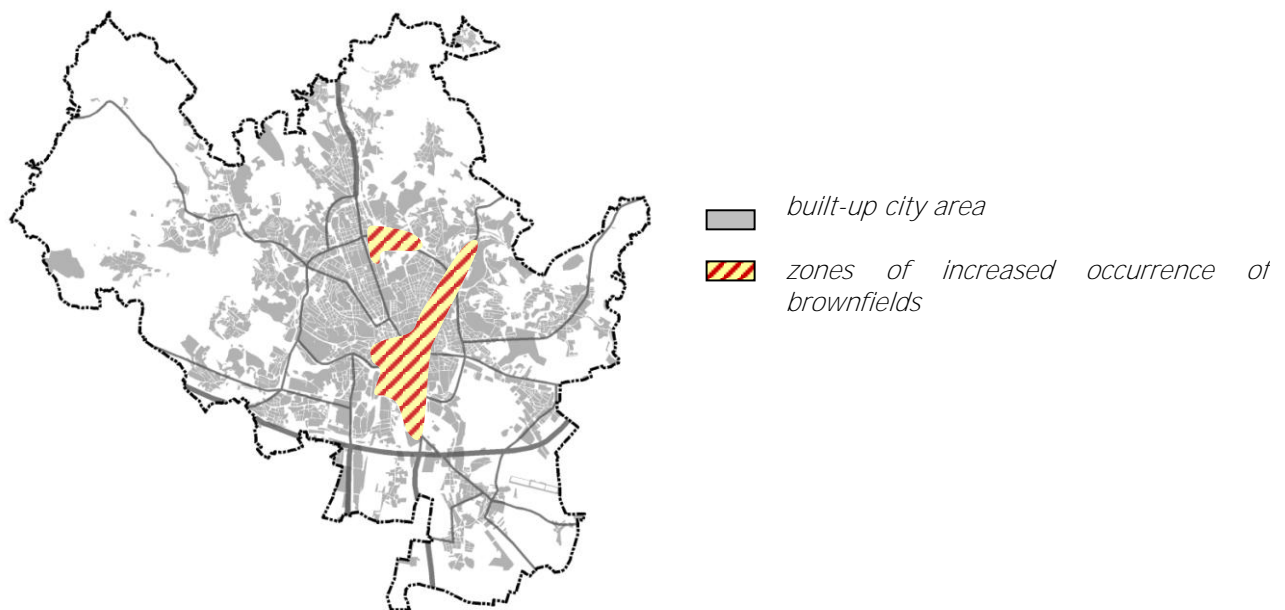 built-up city area
zones of increased occurrence of
brownfields